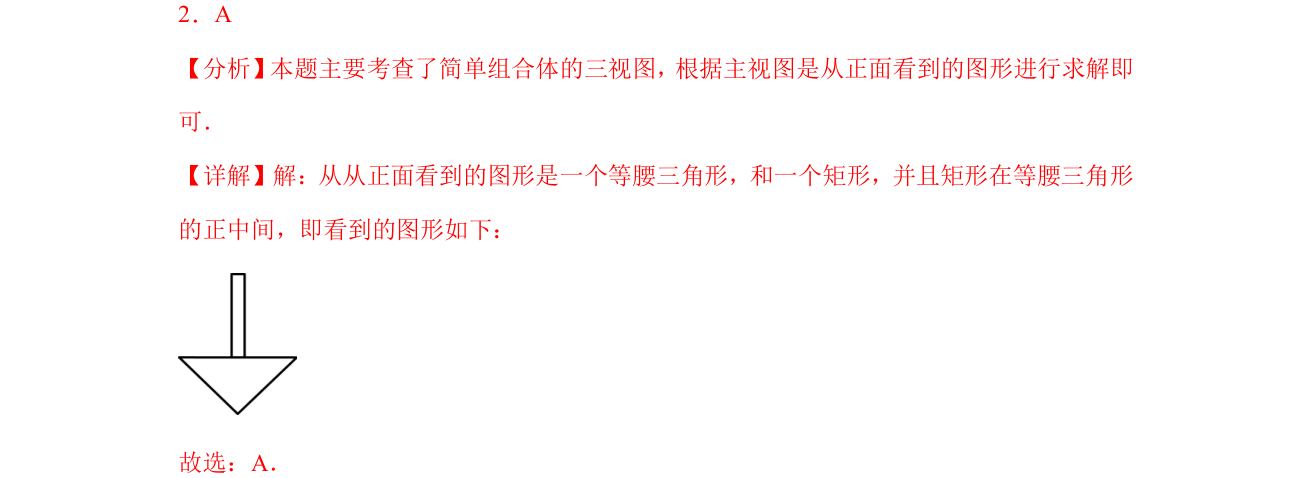 2．A
【分析】本题主要考查了简单组合体的三视图，根据主视图是从正面看到的图形进行求解即
可．
【详解】解：从从正面看到的图形是一个等腰三角形，和一个矩形，并且矩形在等腰三角形
的正中间，即看到的图形如下：
故选：A．